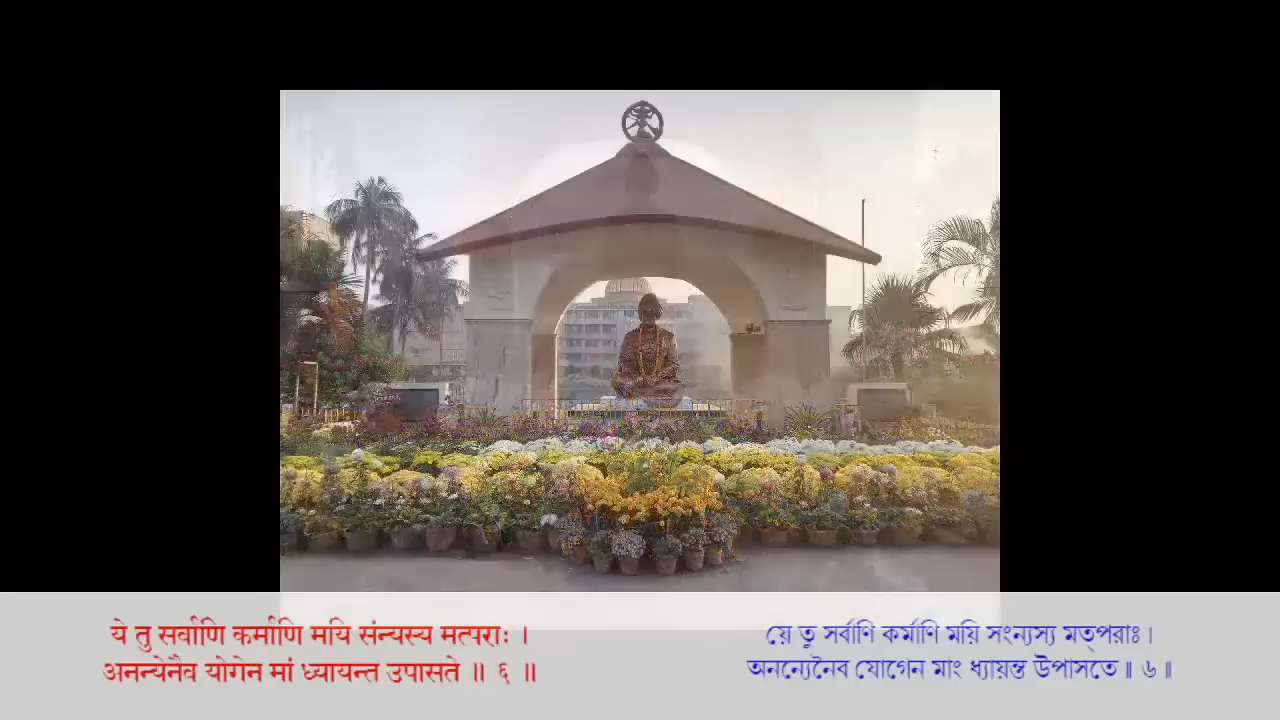 ये तु सर्वाणि कर्माणि मयि संन्यस्य मत्पराः ।
अनन्येनैव योगेन मां ध्यायन्त उपासते ॥ ६ ॥
য়ে তু সর্বাণি কর্মাণি ময়ি সংন্যস্য মত্পরাঃ।
অনন্যেনৈব যোগেন মাং ধ্যায়ন্ত উপাসতে॥ ৬॥